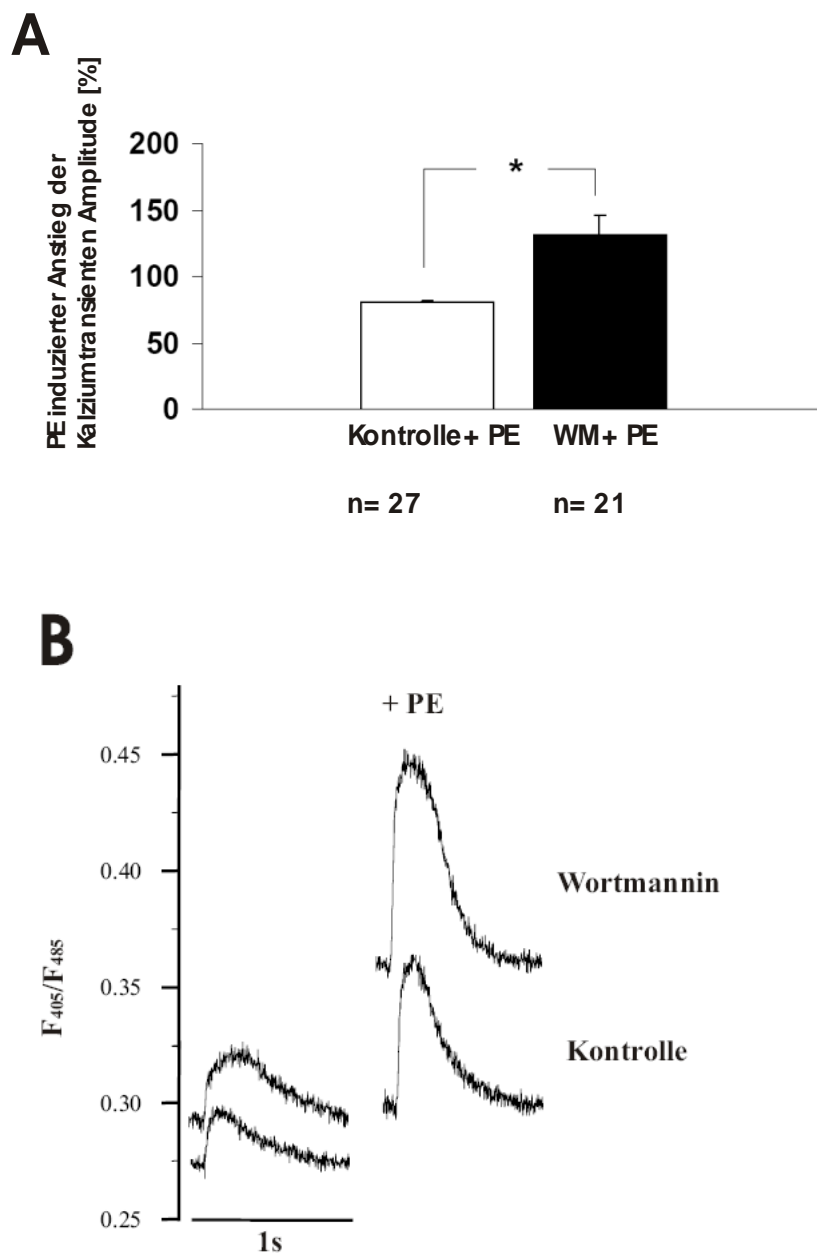 A
PE induzierter Anstieg der
Kalziumtransienten Amplitude [%]
200
150
100
50
0
*
Kontrolle + PE
WM + PE
n= 27
n= 21
B
+ PE
0.45
0.40
0.35
0.30
0.25
F405/F485
Wortmannin
Kontrolle
1s